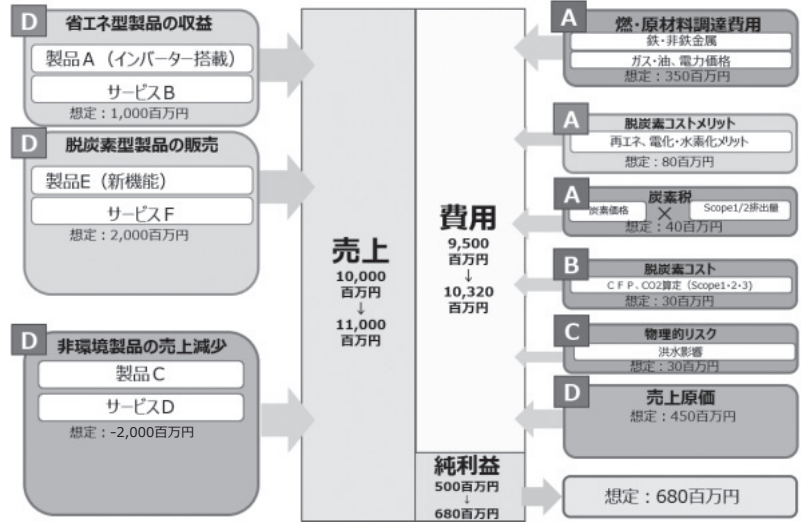 D
省エネ型製品の収益
製品A（インバーター搭載）
サービスB
想定：1,000百万円
D
脱炭素型製品の販売
製品E（新機能）
サービスF
想定：2,000百万円
D
非環境製品の売上減少
製品C
サービスD
想定：-2,000百万円
売上
10,000
百万円
↓
11,000
百万円
費用
9,500
百万円
↓
10,320
百万円
純利益
500百万円
↓
680百万円
A
燃・原材料調達費用
鉄・非鉄金属
ガス・油、電力価格
想定：350百万円
A
脱炭素コストメリット
再エネ、電化・水素化メリット
想定：80百万円
A
炭素税
炭素価格
×
Scope1/2排出量
想定：40百万円
B
脱炭素コスト
ＣＦＰ、CO2算定（Scope1・2・3）
想定：30百万円
C
物理的リスク
洪水影響
想定：30百万円
D
売上原価
想定：450百万円
想定：680百万円